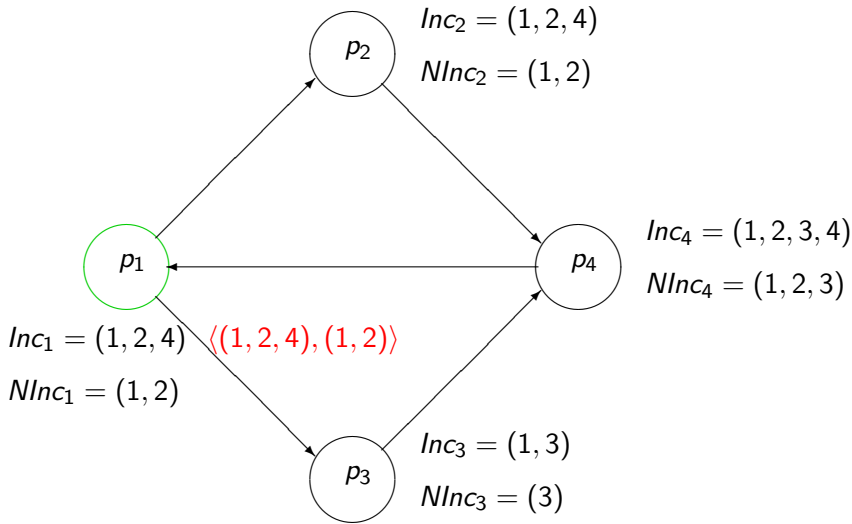 Inc₂ = (1, 2, 4)
p₂
NInc₂ = (1, 2)
Inc₄ = (1, 2, 3, 4)
p₁
p₄
NInc₄ = (1, 2, 3)
Inc₁ = (1, 2, 4) ⟨(1, 2, 4), (1, 2)⟩
NInc₁ = (1, 2)
Inc₃ = (1, 3)
p₃
NInc₃ = (3)